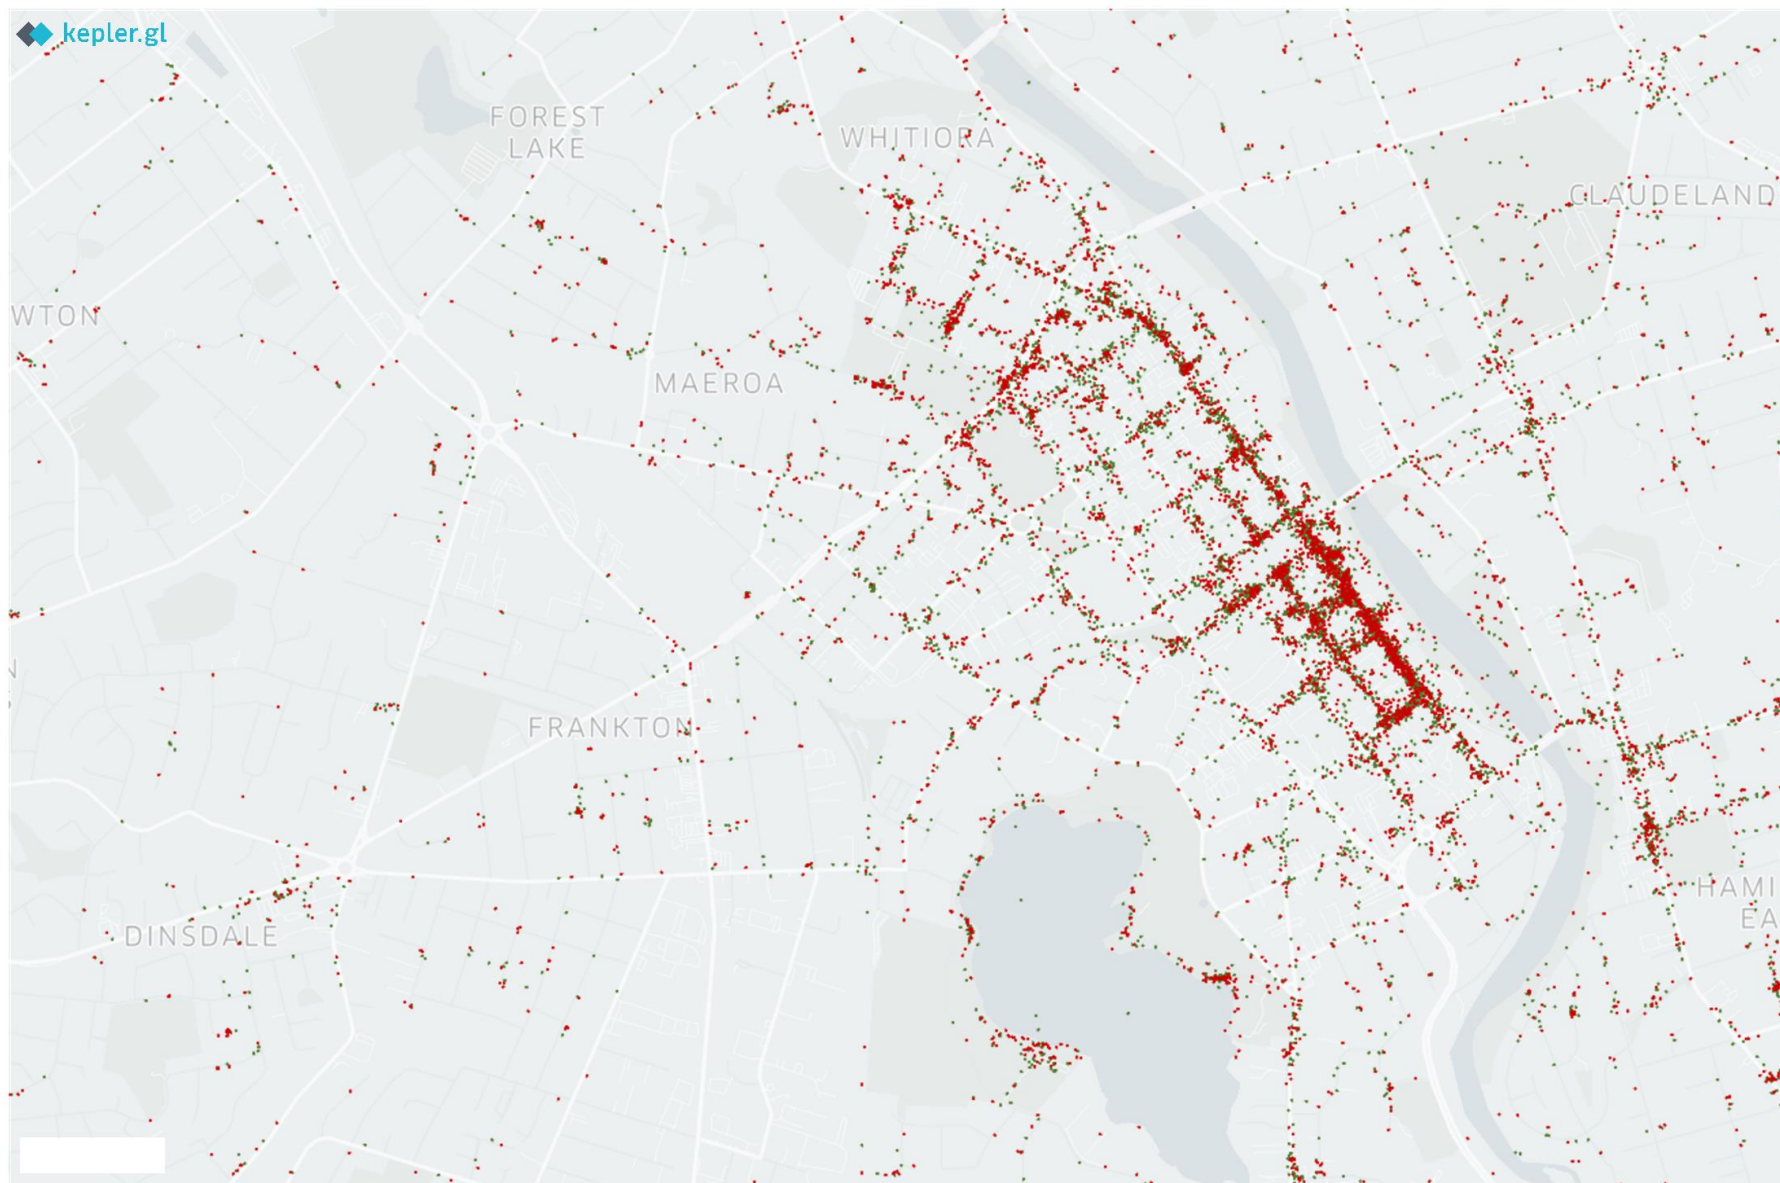 kepler.gl
FOREST
LAKE
WHITIORA
CLAUDELAND
WTON
MAEROA
FRANKTON
N
DINSDALE
HAMI
EA